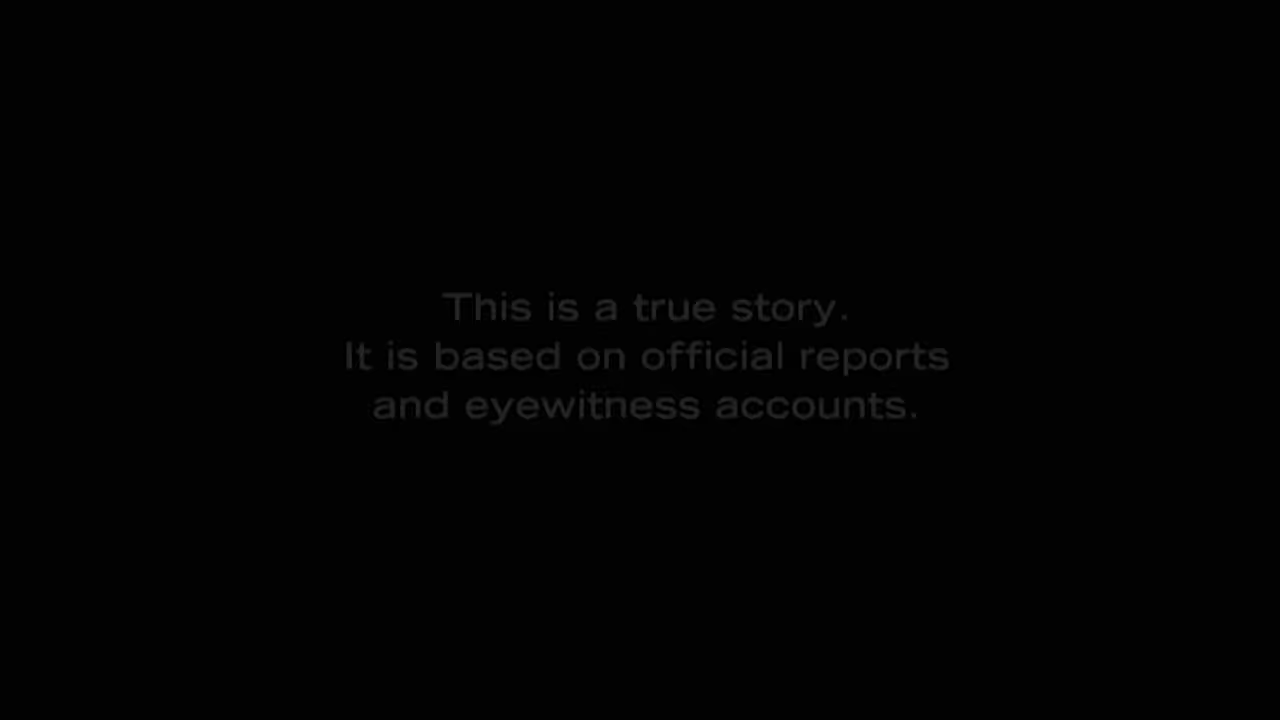 This is a true story.
It is based on official reports
and eyewitness accounts.